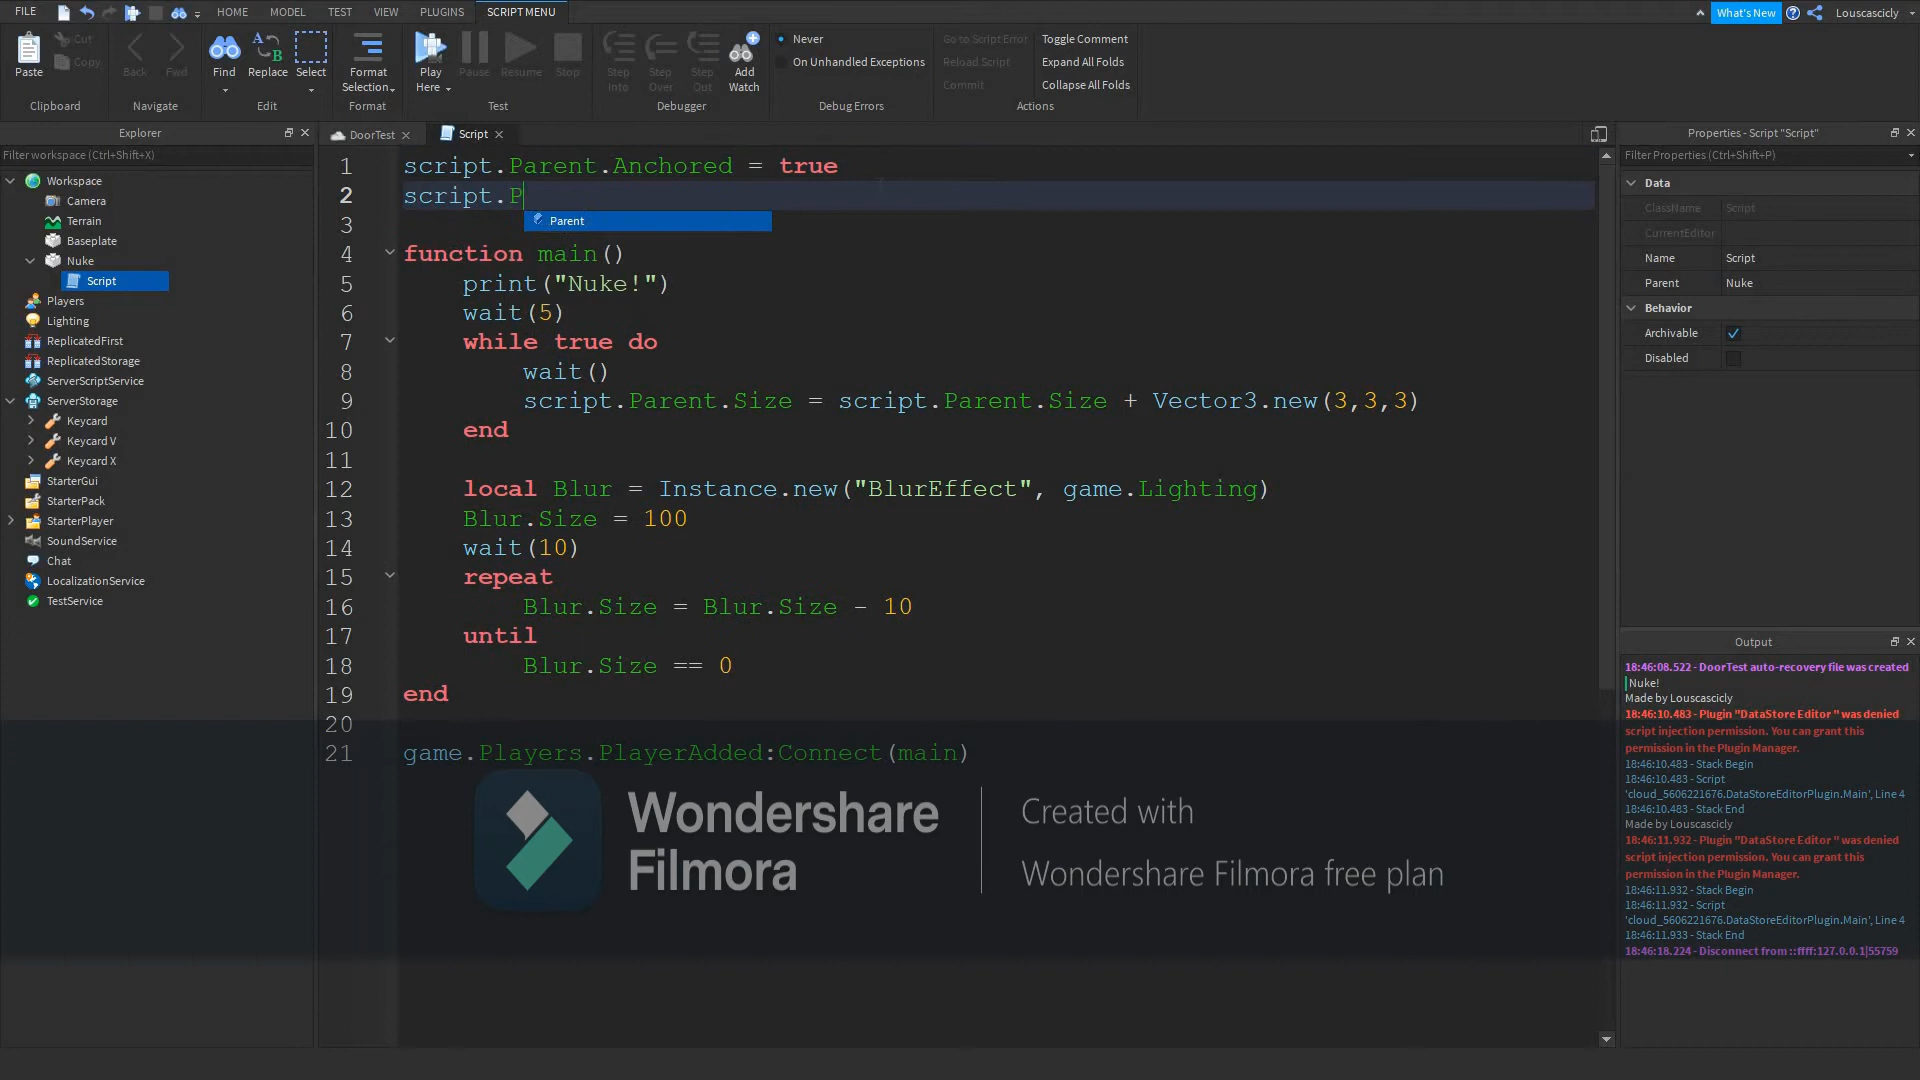 FILE HOME MODEL TEST VIEW PLUGINS SCRIPT MENU What's New Louscascicly
Paste Cut Copy
Clipboard
Back Fwd
Navigate
Find Replace Select
Edit
Format Selection
Format
Play Here Pause Resume Stop
Test
Step Into Step Over Step Out Add Watch
Debugger
Never
On Unhandled Exceptions
Debug Errors
Go to Script Error
Reload Script
Commit
Toggle Comment
Expand All Folds
Collapse All Folds
Actions
Explorer
Filter workspace (Ctrl+Shift+X)
Workspace
Camera
Terrain
Baseplate
Nuke
Script
Players
Lighting
ReplicatedFirst
ReplicatedStorage
ServerScriptService
ServerStorage
Keycard
Keycard V
Keycard X
StarterGui
StarterPack
StarterPlayer
SoundService
Chat
LocalizationService
TestService
DoorTest Script
1 script.Parent.Anchored = true
2 script.P
Parent
3
4 function main()
5 print("Nuke!")
6 wait(5)
7 while true do
8 wait()
9 script.Parent.Size = script.Parent.Size + Vector3.new(3,3,3)
10 end
11
12 local Blur = Instance.new("BlurEffect", game.Lighting)
13 Blur.Size = 100
14 wait(10)
15 repeat
16 Blur.Size = Blur.Size - 10
17 until
18 Blur.Size == 0
19 end
20
21 game.Players.PlayerAdded:Connect(main)
Wondershare
Filmora
Created with
Wondershare Filmora free plan
Properties - Script "Script"
Filter Properties (Ctrl+Shift+P)
Data
ClassName Script
CurrentEditor
Name Script
Parent Nuke
Behavior
Archivable
Disabled
Output
18:46:08.522 - DoorTest auto-recovery file was created
Nuke!
Made by Louscascicly
18:46:10.483 - Plugin "DataStore Editor " was denied
script injection permission. You can grant this
permission in the Plugin Manager.
18:46:10.483 - Stack Begin
18:46:10.483 - Script
'cloud_5606221676.DataStoreEditorPlugin.Main', Line 4
18:46:10.483 - Stack End
Made by Louscascicly
18:46:11.932 - Plugin "DataStore Editor " was denied
script injection permission. You can grant this
permission in the Plugin Manager.
18:46:11.932 - Stack Begin
18:46:11.932 - Script
'cloud_5606221676.DataStoreEditorPlugin.Main', Line 4
18:46:11.933 - Stack End
18:46:18.224 - Disconnect from ::ffff:127.0.0.1|55759